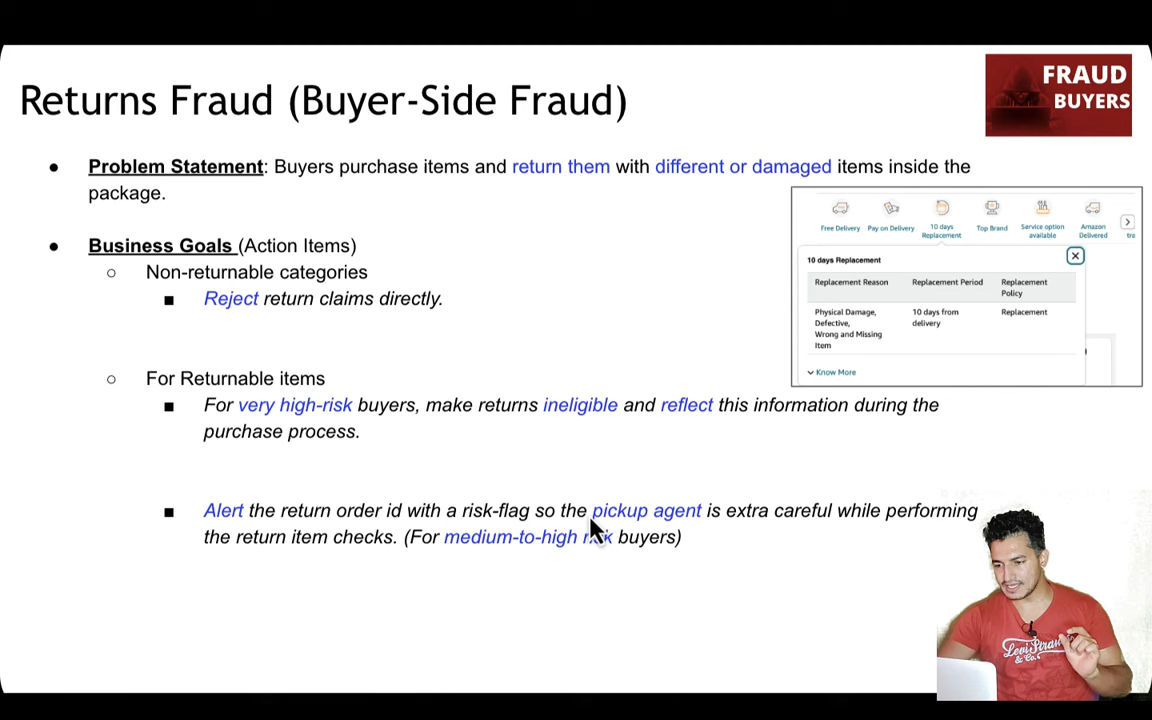 Returns Fraud (Buyer-Side Fraud)
FRAUD
BUYERS
● Problem Statement: Buyers purchase items and return them with different or damaged items inside the
package.
● Business Goals (Action Items)
○ Non-returnable categories
■ Reject return claims directly.
Free Delivery
Pay on Delivery
10 days
Replacement
Top Brand
Service option
available
Amazon
Delivered
tra
10 days Replacement
Replacement Reason Replacement Period Replacement
Policy
Physical Damage, 10 days from Replacement
Defective, delivery
Wrong and Missing
Item
Know More
○ For Returnable items
■ For very high-risk buyers, make returns ineligible and reflect this information during the
purchase process.
■ Alert the return order id with a risk-flag so the pickup agent is extra careful while performing
the return item checks. (For medium-to-high risk buyers)
Levi Strauss
& Co.